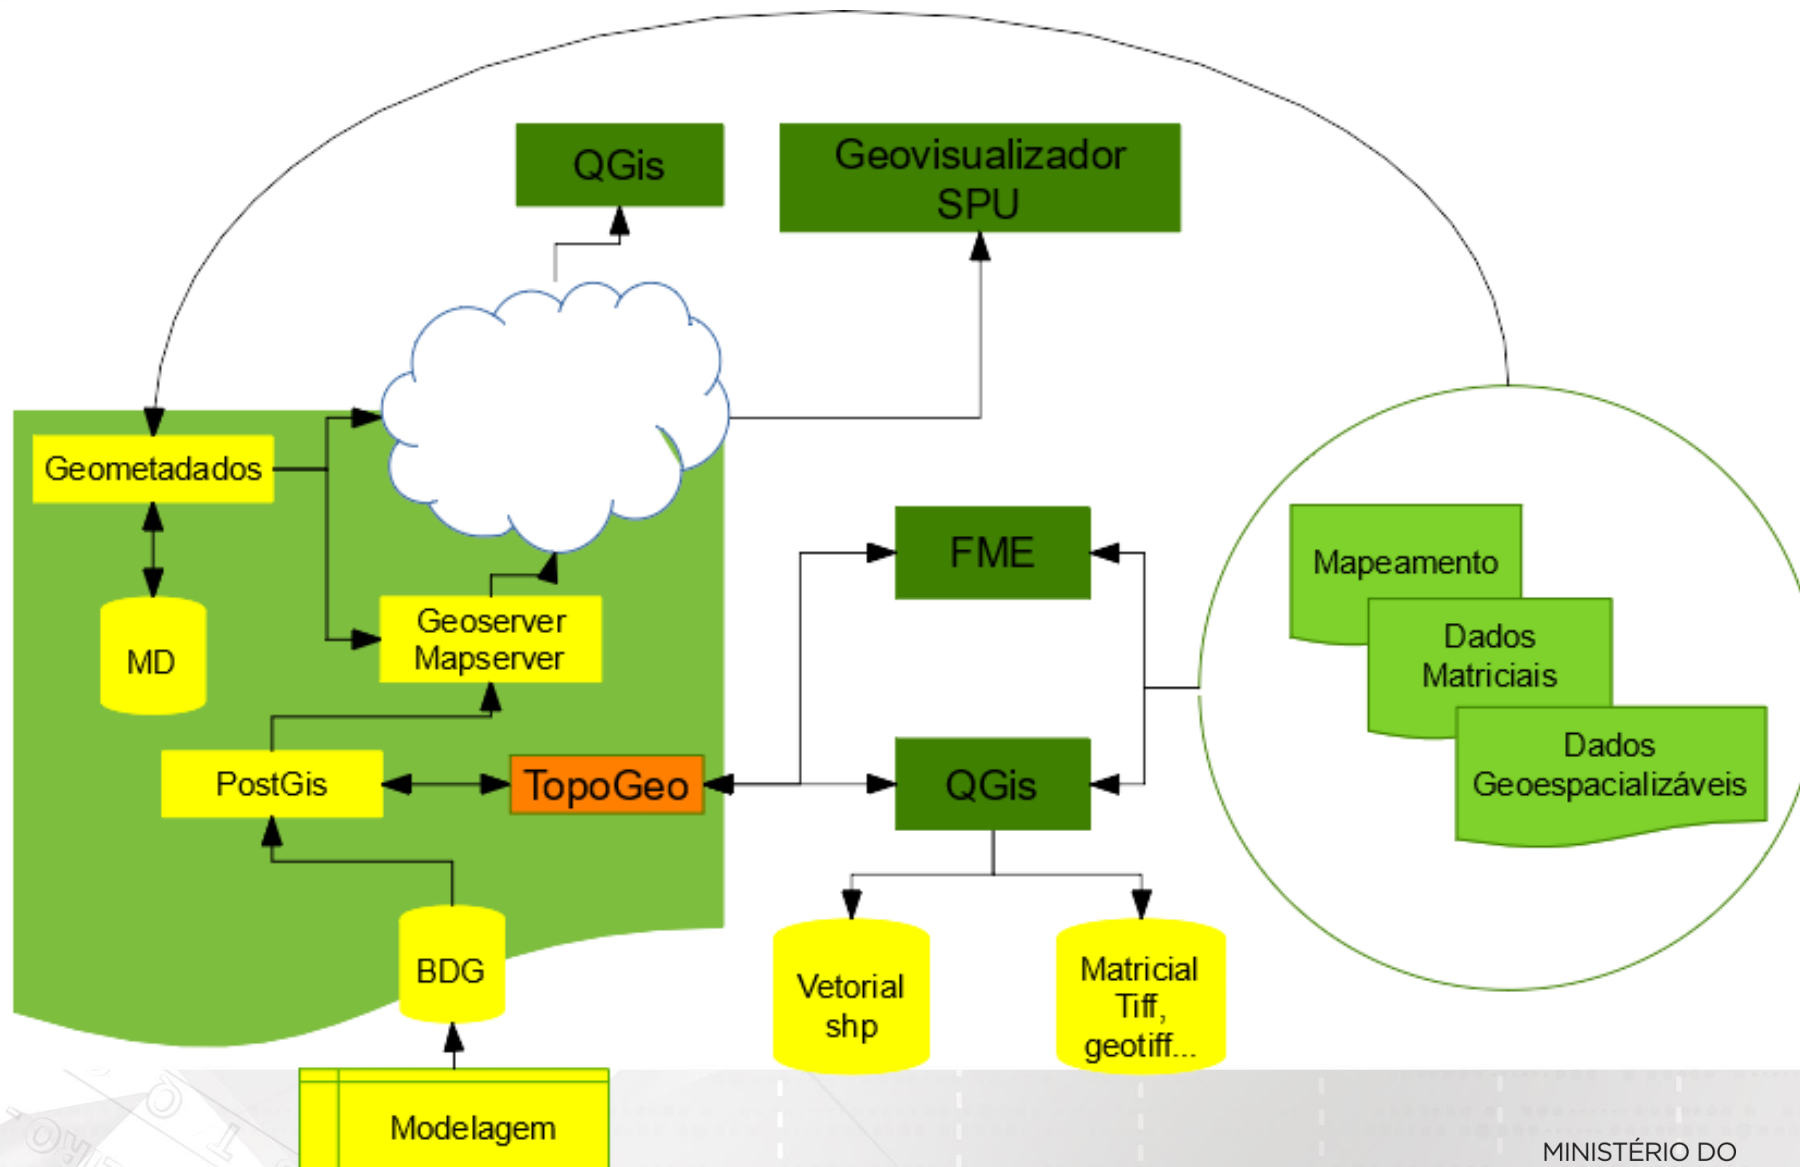 QGis
Geovisualizador
SPU
Geometadados
MD
Geoserver
Mapserver
PostGis
TopoGeo
BDG
Modelagem
FME
QGis
Vetorial
shp
Matricial
Tiff,
geotiff...
Mapeamento
Dados
Matriciais
Dados
Geoespacializáveis
MINISTÉRIO DO